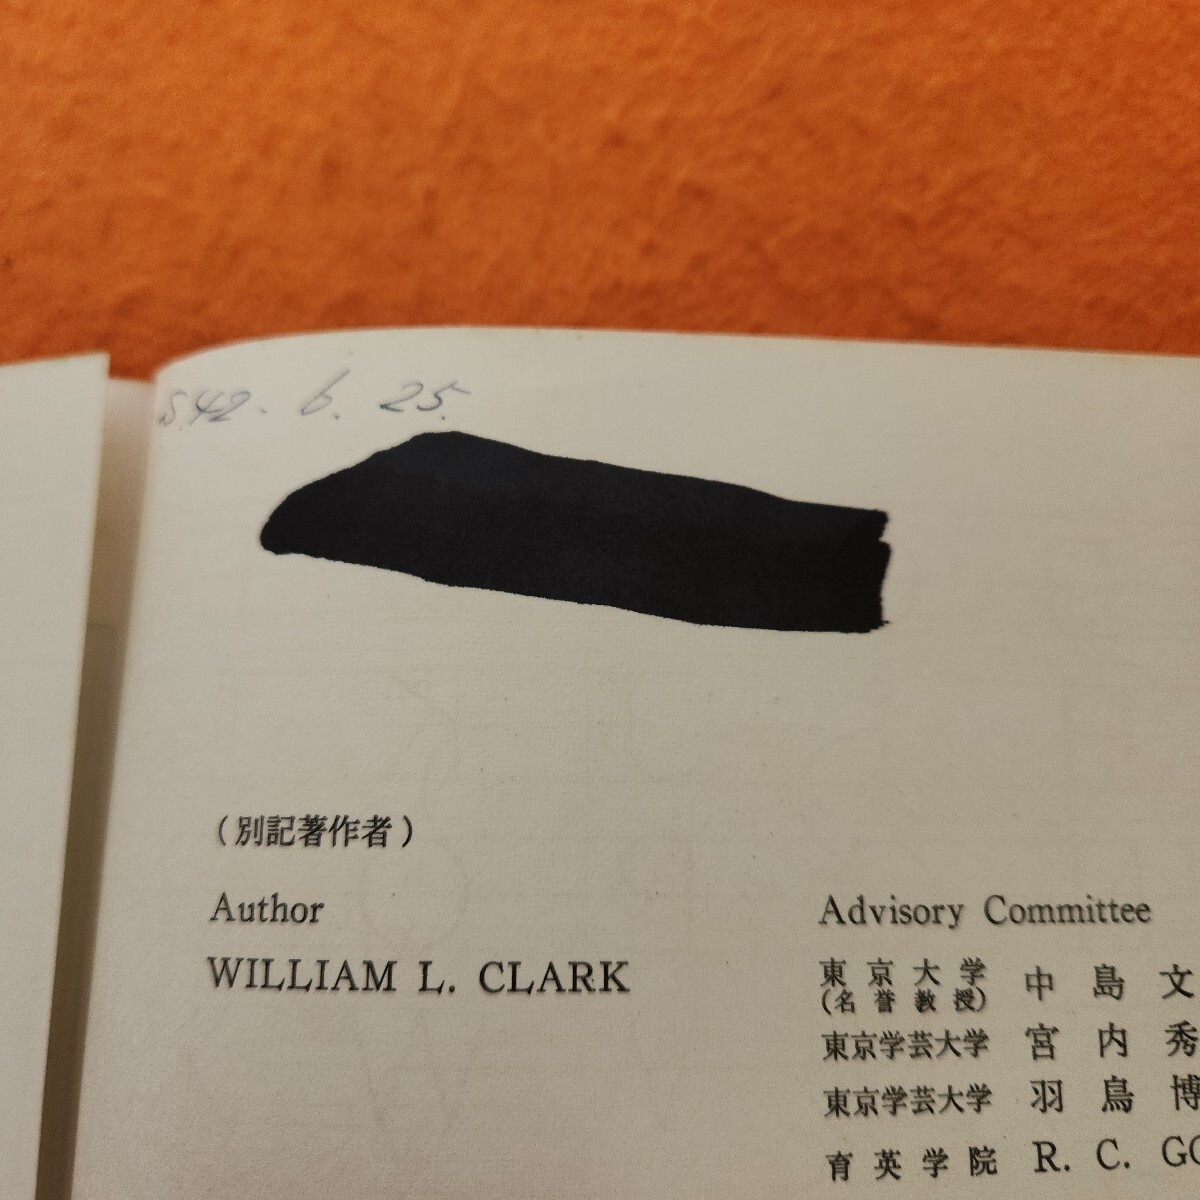 S.42. 6. 25.
(別記著作者)
Author
WILLIAM L. CLARK
Advisory Committee
東京大学 中島文
(名誉教授)
東京学芸大学 宮内秀
東京学芸大学 羽鳥博
育英学院 R. C. GO